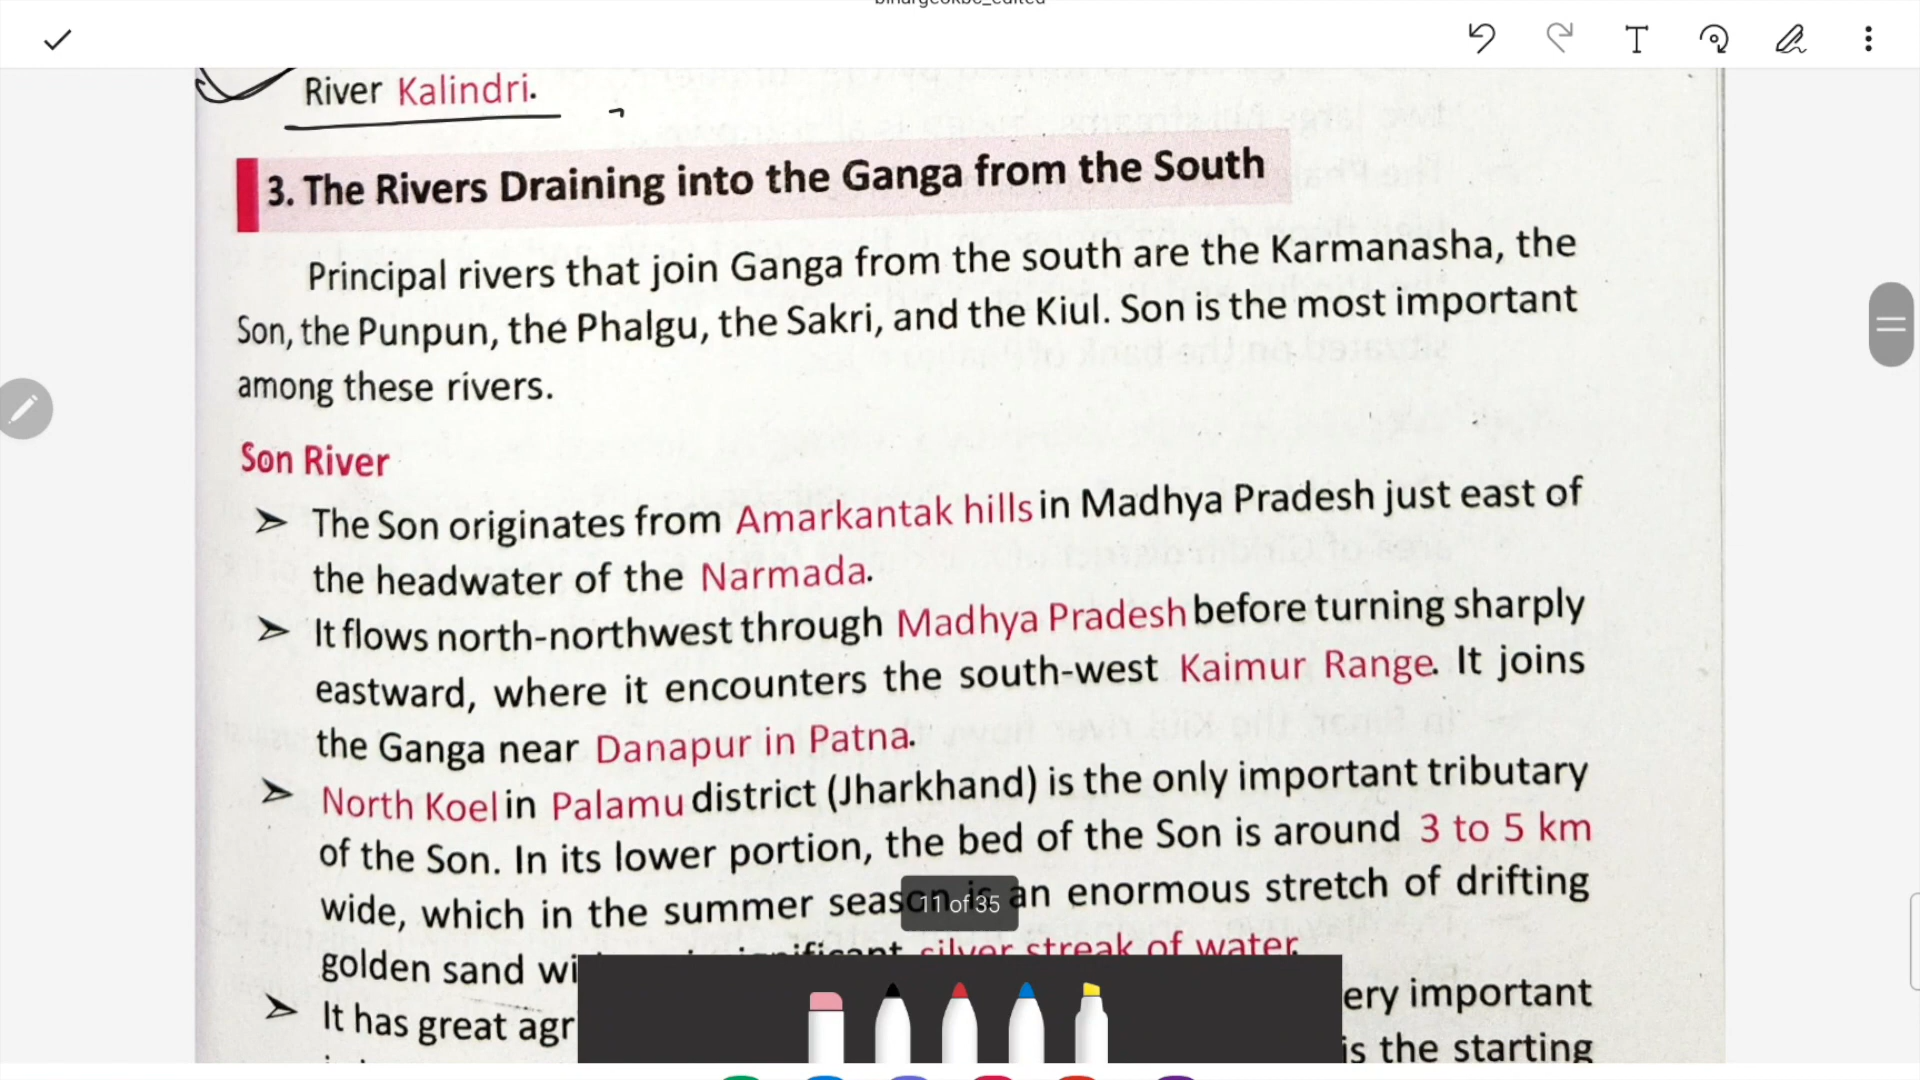 River Kalindri.
3. The Rivers Draining into the Ganga from the South
Principal rivers that join Ganga from the south are the Karmanasha, the
Son, the Punpun, the Phalgu, the Sakri, and the Kiul. Son is the most important
among these rivers.
Son River
➤ The Son originates from Amarkantak hills in Madhya Pradesh just east of
the headwater of the Narmada.
➤ It flows north-northwest through Madhya Pradesh before turning sharply
eastward, where it encounters the south-west Kaimur Range. It joins
the Ganga near Danapur in Patna.
➤ North Koel in Palamu district (Jharkhand) is the only important tributary
of the Son. In its lower portion, the bed of the Son is around 3 to 5 km
wide, which in the summer season is an enormous stretch of drifting
11 of 35
golden sand silver streak of water.
➤ It has great important
is the starting
T